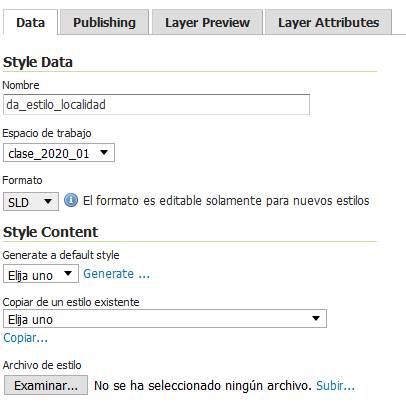 Data Publishing Layer Preview Layer Attributes
Style Data
Nombre
da_estilo_localidad
Espacio de trabajo
clase_2020_01
Formato
SLD El formato es editable solamente para nuevos estilos
Style Content
Generate a default style
Elija uno Generate ...
Copiar de un estilo existente
Elija uno
Copiar...
Archivo de estilo
Examinar... No se ha seleccionado ningún archivo. Subir...